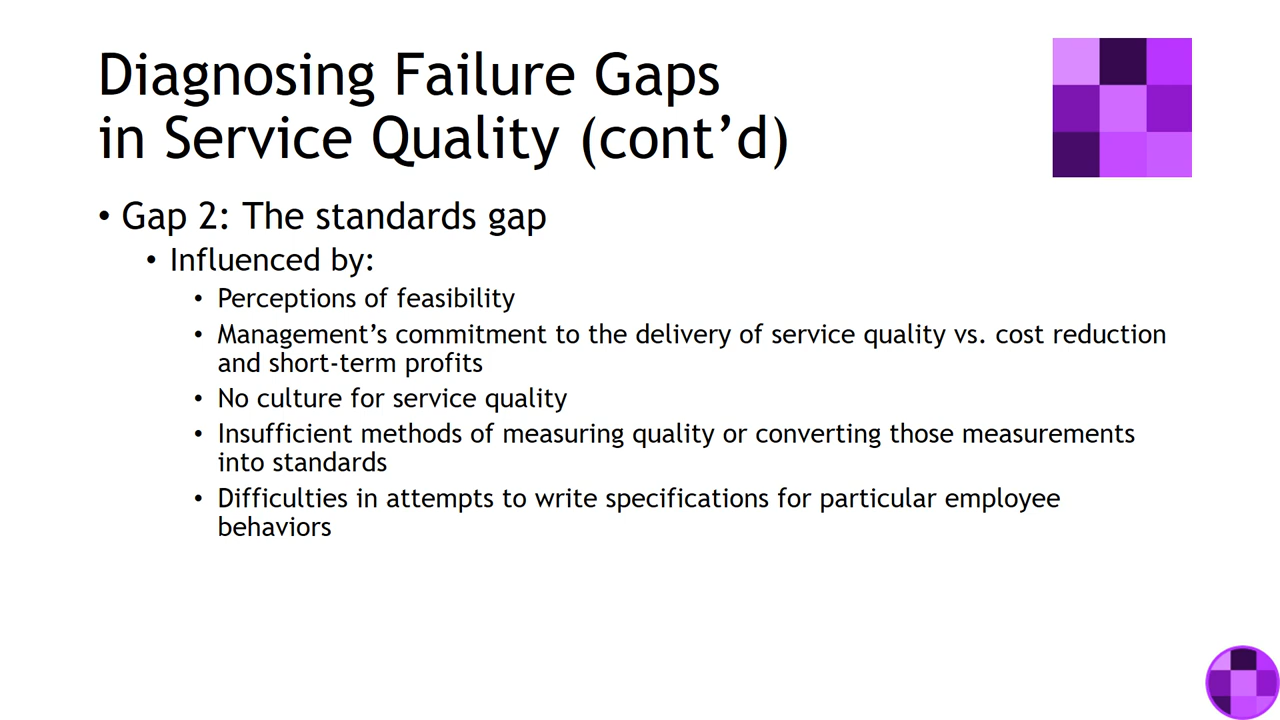 Diagnosing Failure Gaps
in Service Quality (cont’d)
• Gap 2: The standards gap
• Influenced by:
• Perceptions of feasibility
• Management’s commitment to the delivery of service quality vs. cost reduction
and short-term profits
• No culture for service quality
• Insufficient methods of measuring quality or converting those measurements
into standards
• Difficulties in attempts to write specifications for particular employee
behaviors